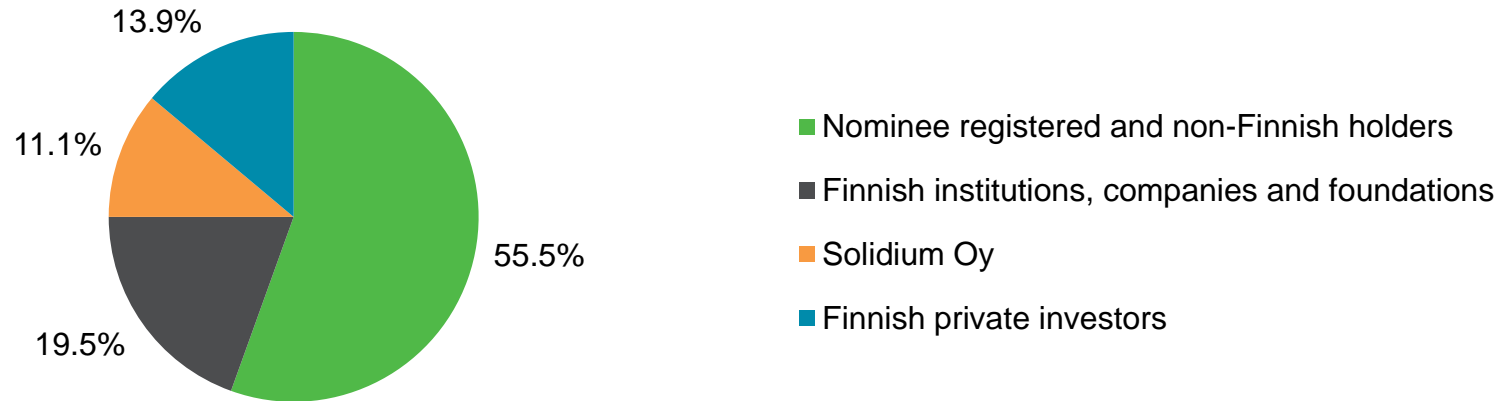 13.9%
11.1%
19.5%
55.5%
Nominee registered and non-Finnish holders
Finnish institutions, companies and foundations
Solidium Oy
Finnish private investors